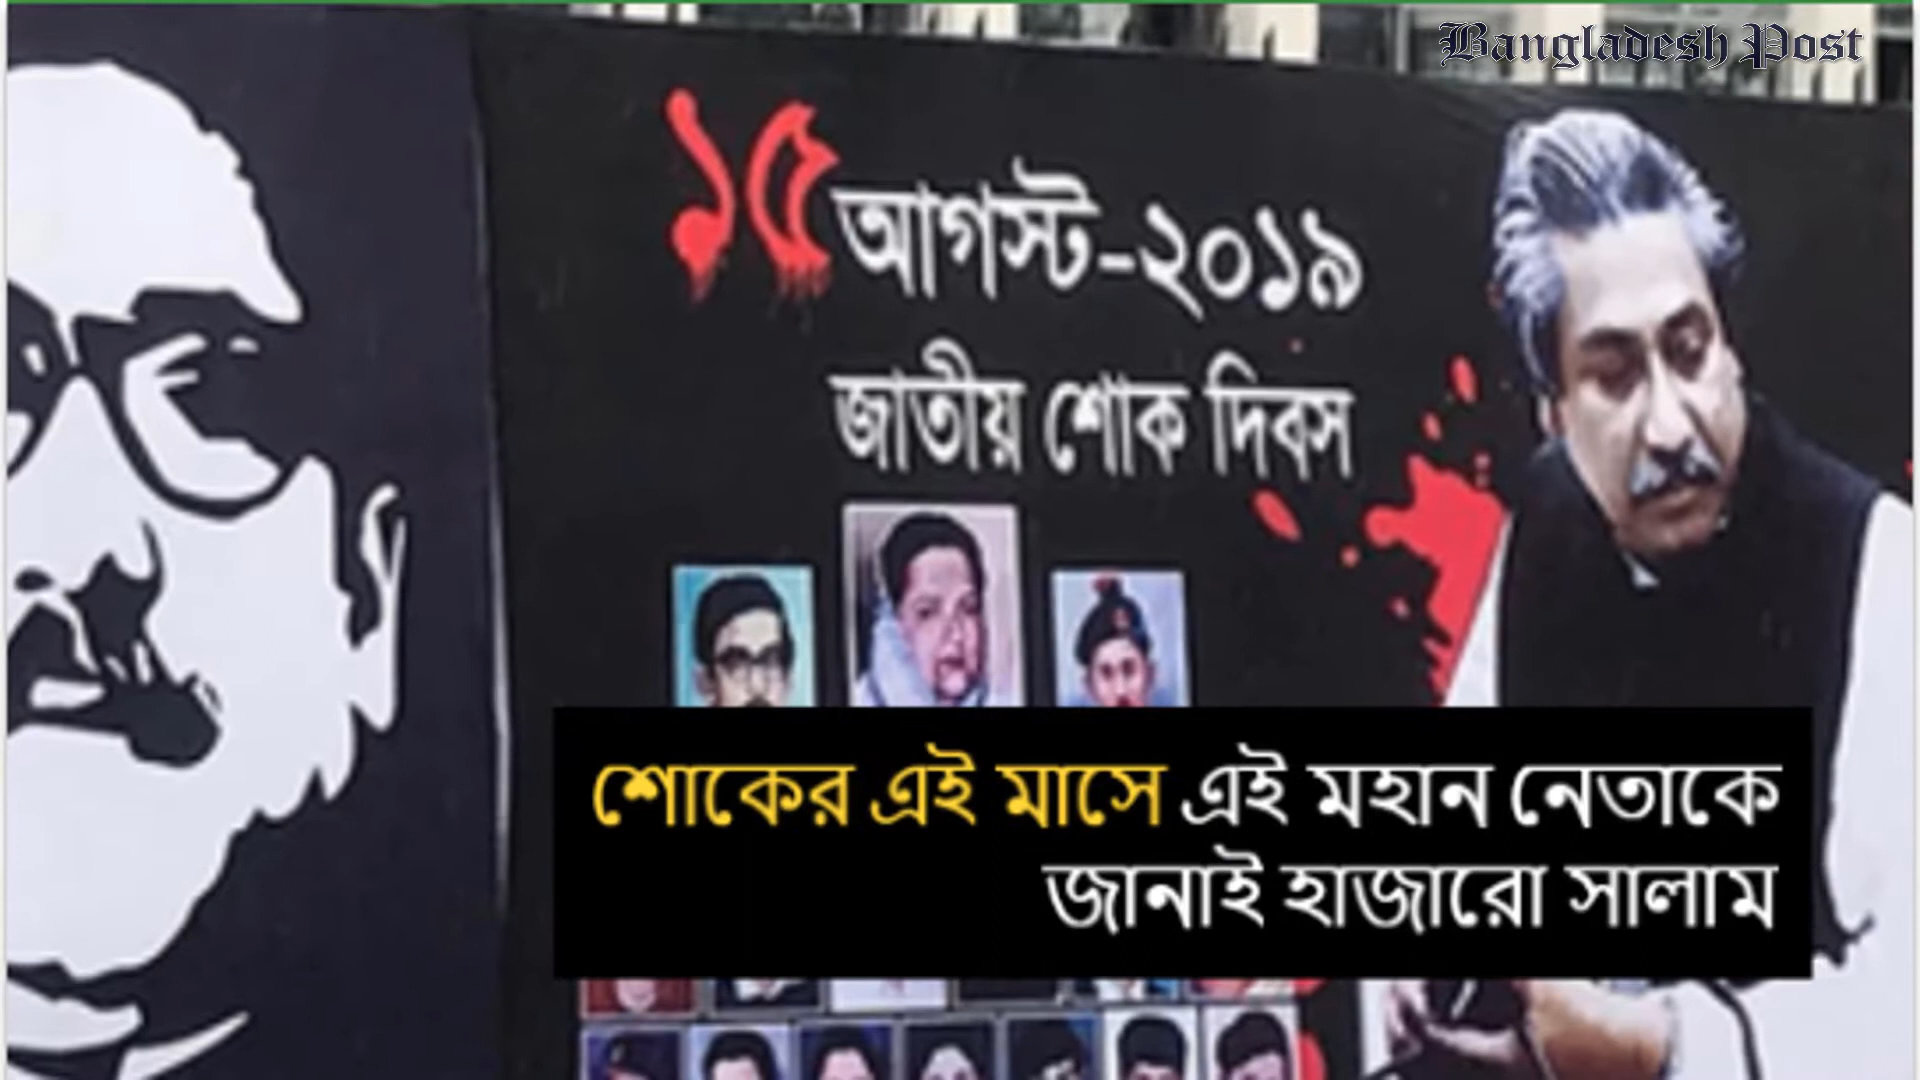 Bangladesh Post
১৫ আগস্ট-২০১৯
জাতীয় শোক দিবস
শোকের এই মাসে এই মহান নেতাকে
জানাই হাজারো সালাম